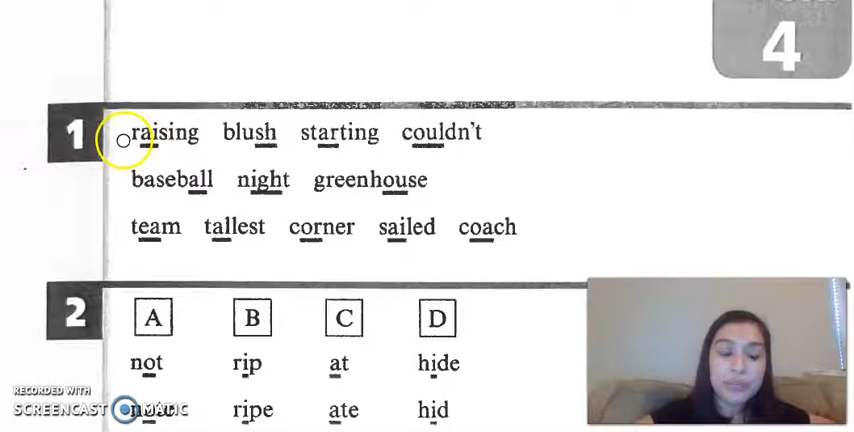 4
1 raising blush starting couldn't
baseball night greenhouse
team tallest corner sailed coach
2 A B C D
not rip at hide
ripe ate hid
RECORDED WITH
SCREENCAST MATIC